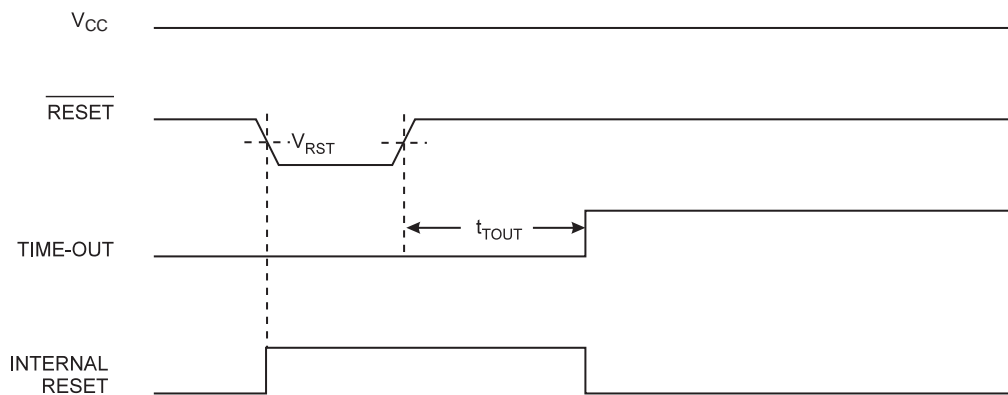 VCC
RESET
VRST
tTOUT
TIME-OUT
INTERNAL
RESET